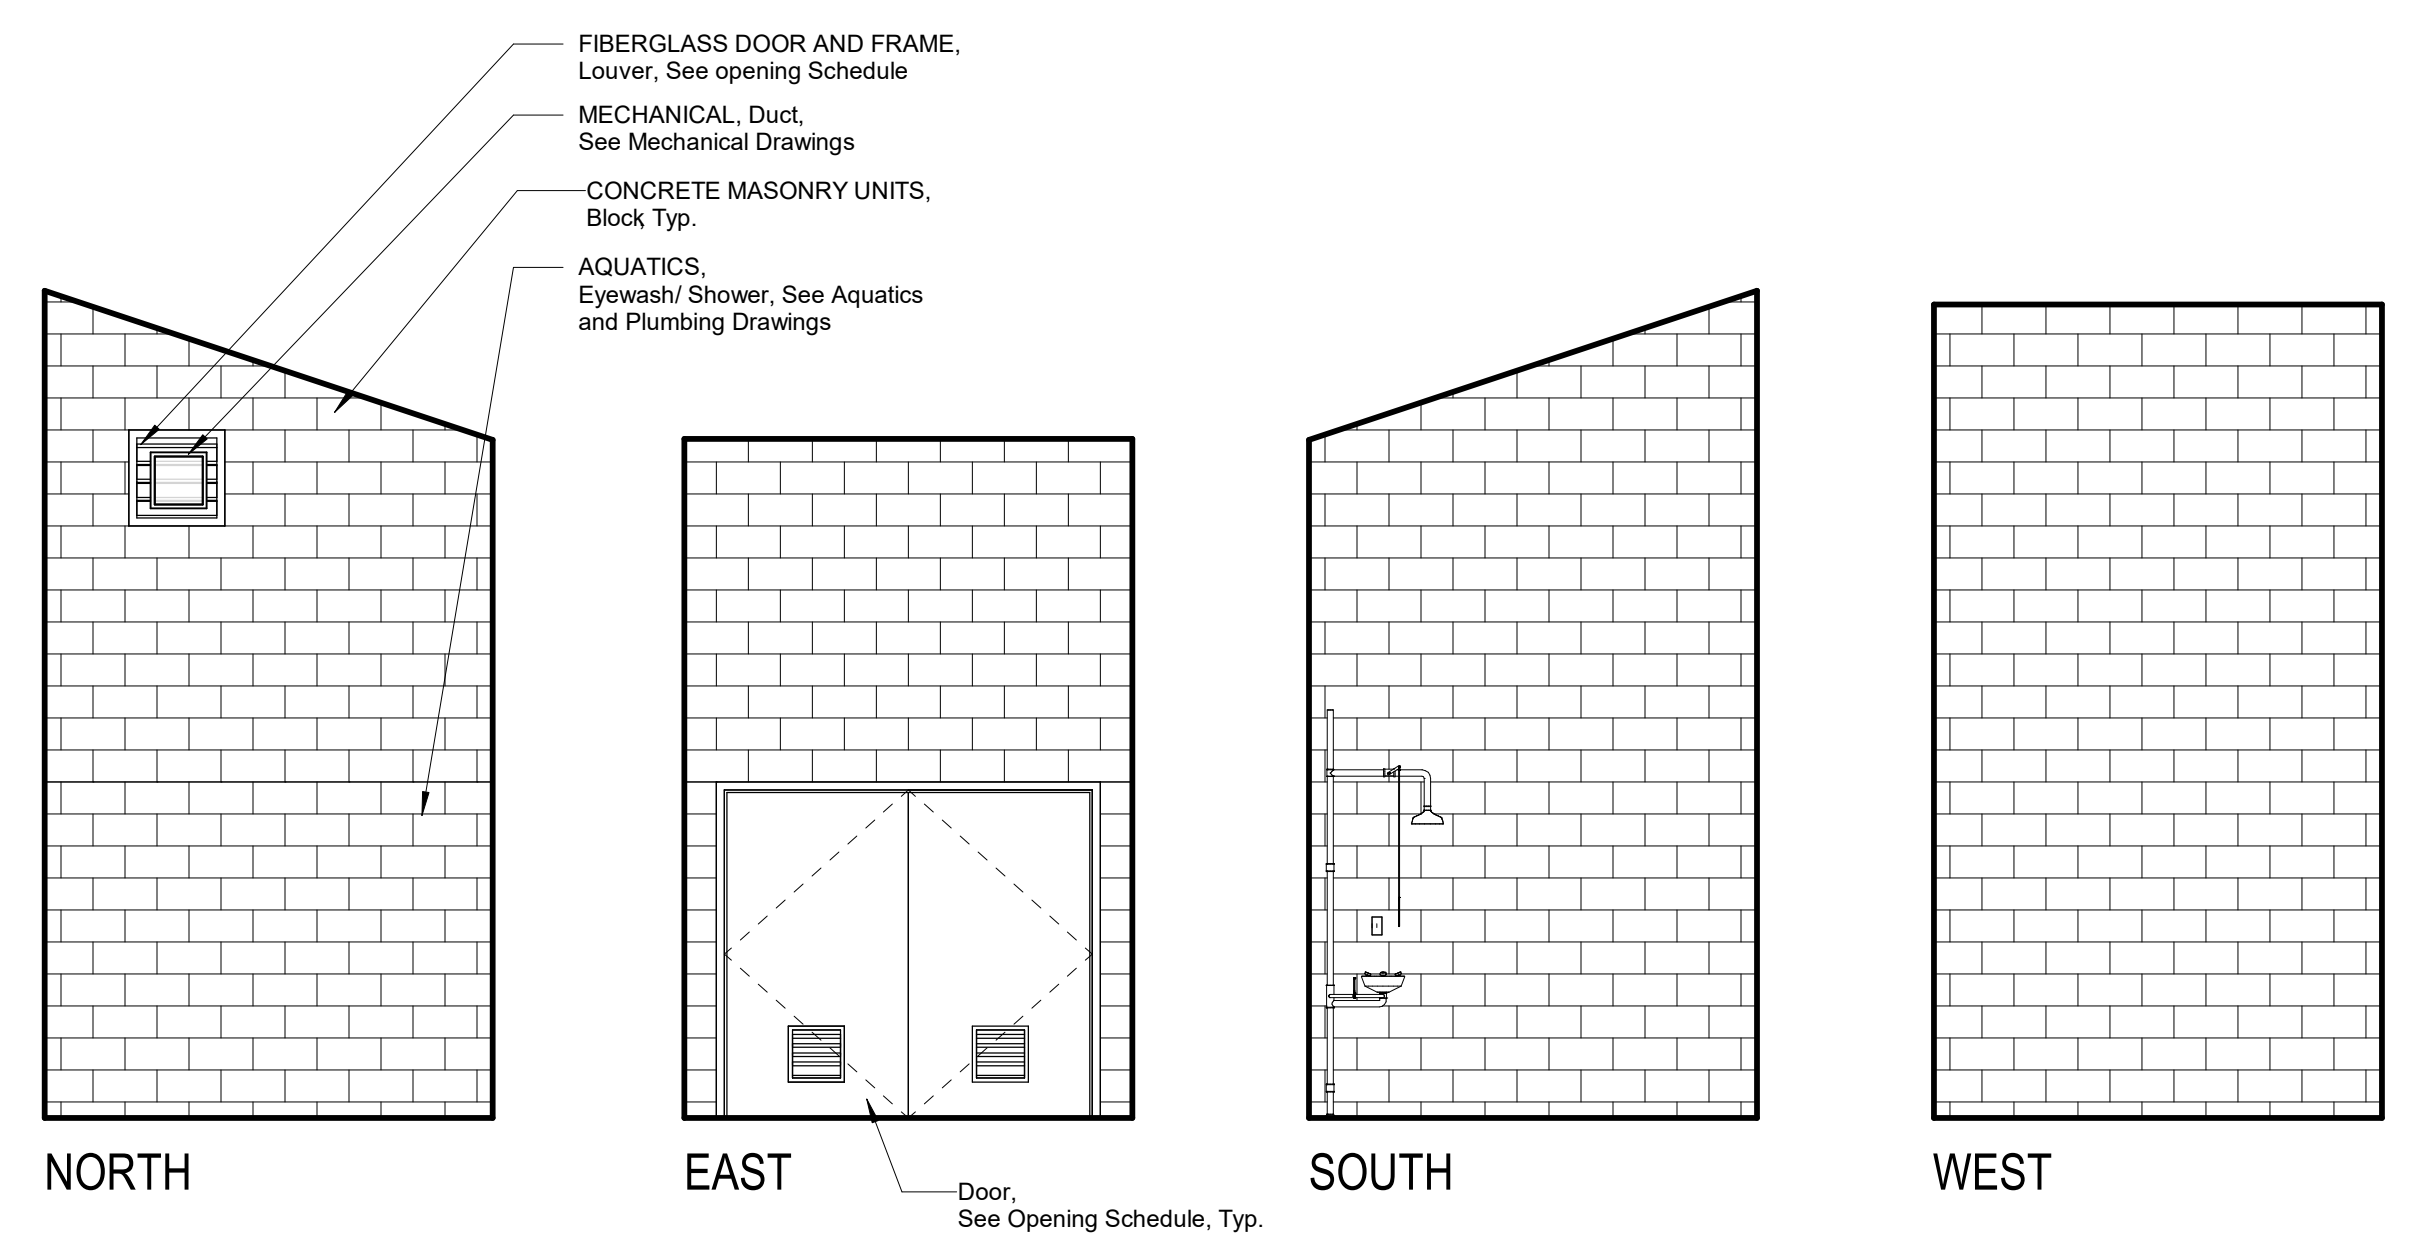 FIBERGLASS DOOR AND FRAME,
Louver, See opening Schedule
MECHANICAL, Duct,
See Mechanical Drawings
CONCRETE MASONRY UNITS,
Block, Typ.
AQUATICS,
Eyewash/ Shower, See Aquatics
and Plumbing Drawings
NORTH
EAST
SOUTH
WEST
Door,
See Opening Schedule, Typ.